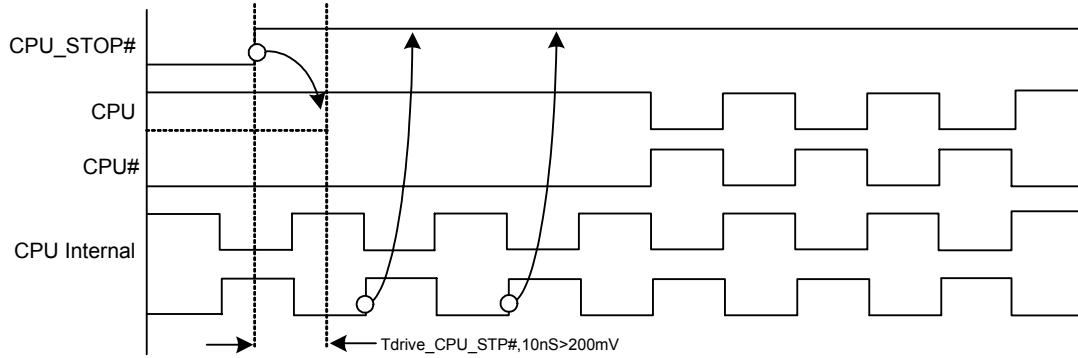 CPU_STOP#
CPU
CPU#
CPU Internal
Tdrive_CPU_STP#,10nS>200mV